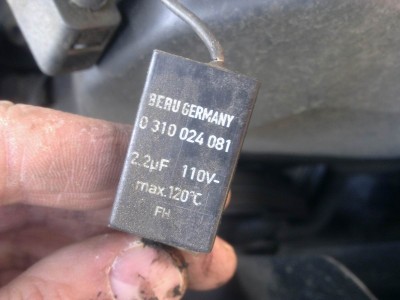 BERU GERMANY
0 310 024 081
2.2µF 110V-
max.120°C
FH